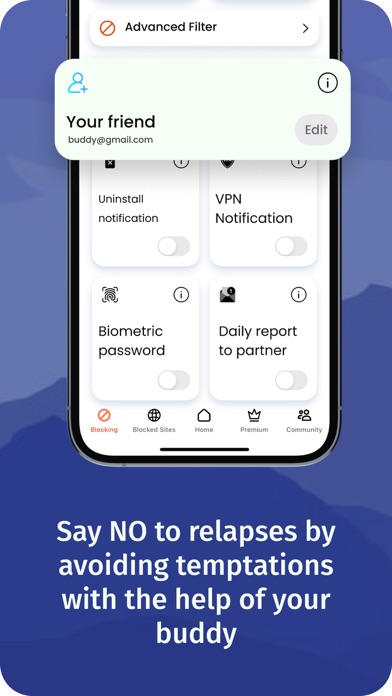 Advanced Filter
Your friend
buddy@gmail.com
Edit
Uninstall
notification
VPN
Notification
Biometric
password
1
Daily report
to partner
Blocking
Blocked Sites
Home
Premium
Community
Say NO to relapses by
avoiding temptations
with the help of your
buddy